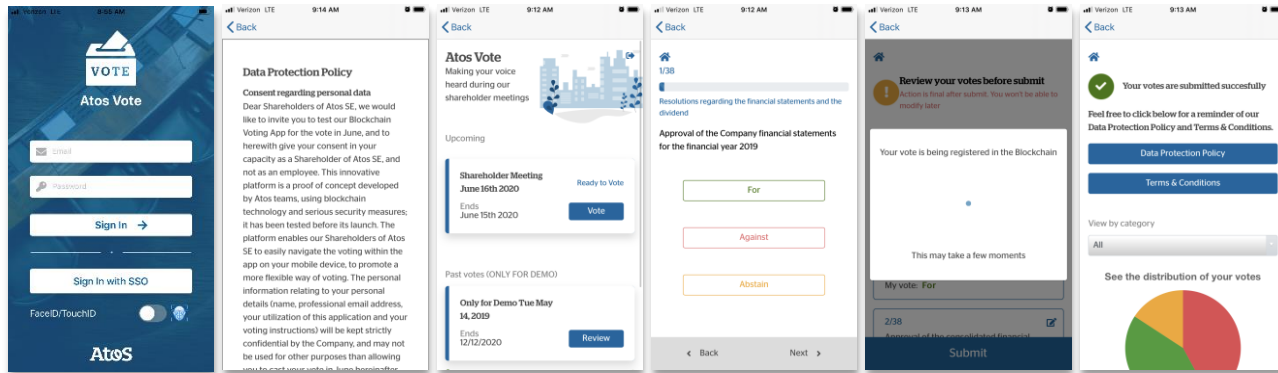 Verizon LTE
VOTE
Atos Vote
Email
Password
Sign In →
Sign In with SSO
FaceID/TouchID
Atos
Verizon LTE 9:14 AM
Back
Data Protection Policy
Consent regarding personal data
Dear Shareholders of Atos SE, we would
like to invite you to test our Blockchain
Voting App for the vote in June, and to
herewith give your consent in your
capacity as a Shareholder of Atos SE, and
not as an employee. This innovative
platform is a proof of concept developed
by Atos teams, using blockchain
technology and serious security measures;
it has been tested before its launch. The
platform enables our Shareholders of Atos
SE to easily navigate the voting within the
app on your mobile device, to promote a
more flexible way of voting. The personal
information relating to your personal
details (name, professional email address,
your utilization of this application and your
voting instructions) will be kept strictly
confidential by the Company, and may not
be used for other purposes than allowing
you to cast your vote in June hereinafter
Verizon LTE 9:12 AM
Back
Atos Vote
Making your voice
heard during our
shareholder meetings
Upcoming
Shareholder Meeting
June 16th 2020
Ready to Vote
Ends
June 15th 2020
Vote
Past votes (ONLY FOR DEMO)
Only for Demo Tue May
14, 2019
Ends
12/12/2020
Review
Verizon LTE 9:12 AM
Back
1/38
Resolutions regarding the financial statements and the
dividend
Approval of the Company financial statements
for the financial year 2019
For
Against
Abstain
Back Next
Verizon LTE 9:13 AM
Back
Review your votes before submit
Action is final after submit. You won't be able to
modify later
Your vote is being registered in the Blockchain
This may take a few moments
My vote: For
2/38
Approval of the consolidated financial
Submit
Verizon LTE 9:13 AM
Back
Your votes are submitted succesfully
Feel free to click below for a reminder of our
Data Protection Policy and Terms & Conditions.
Data Protection Policy
Terms & Conditions
View by category
All
See the distribution of your votes